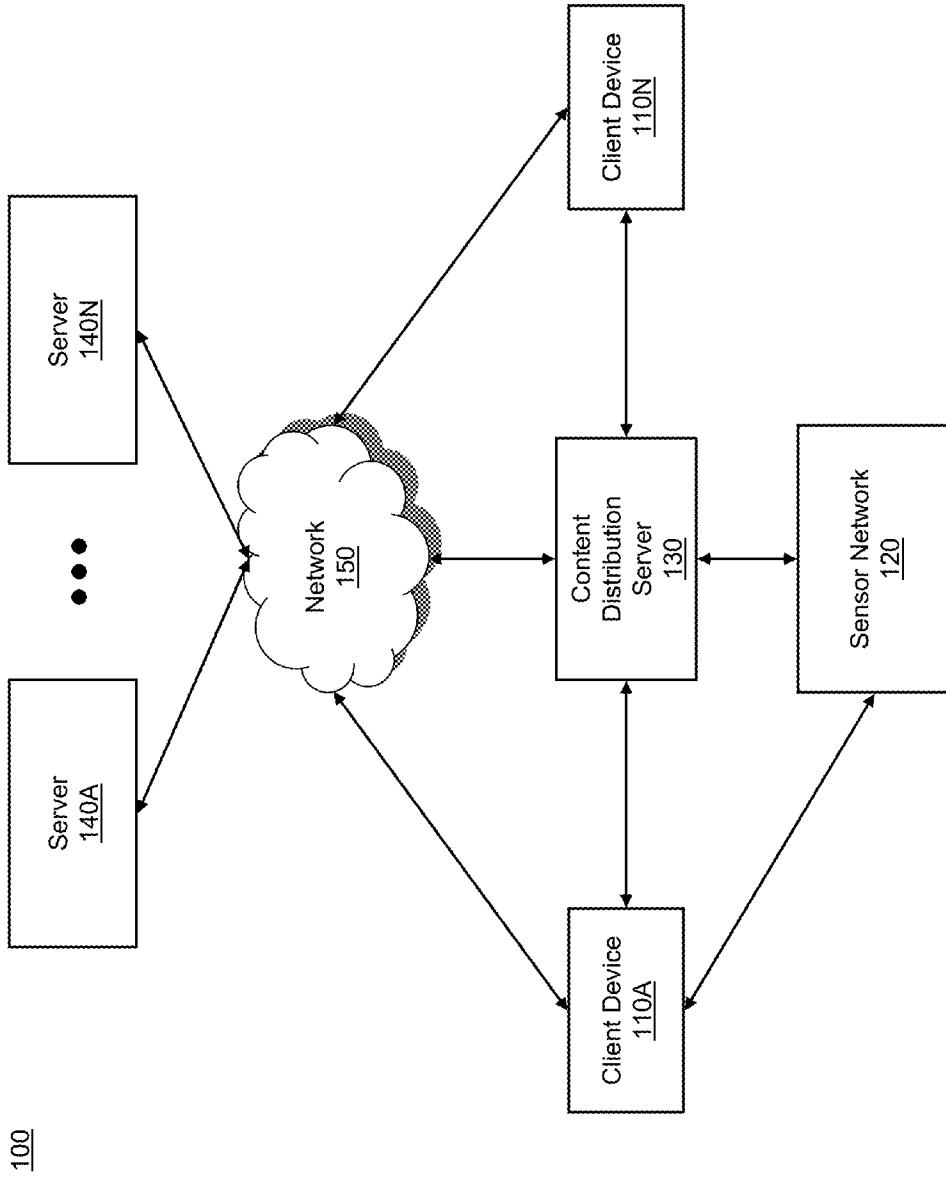 100
Server
140A
Server
140N
Network
150
Client Device
110A
Content
Distribution
Server
130
Client Device
110N
Sensor Network
120